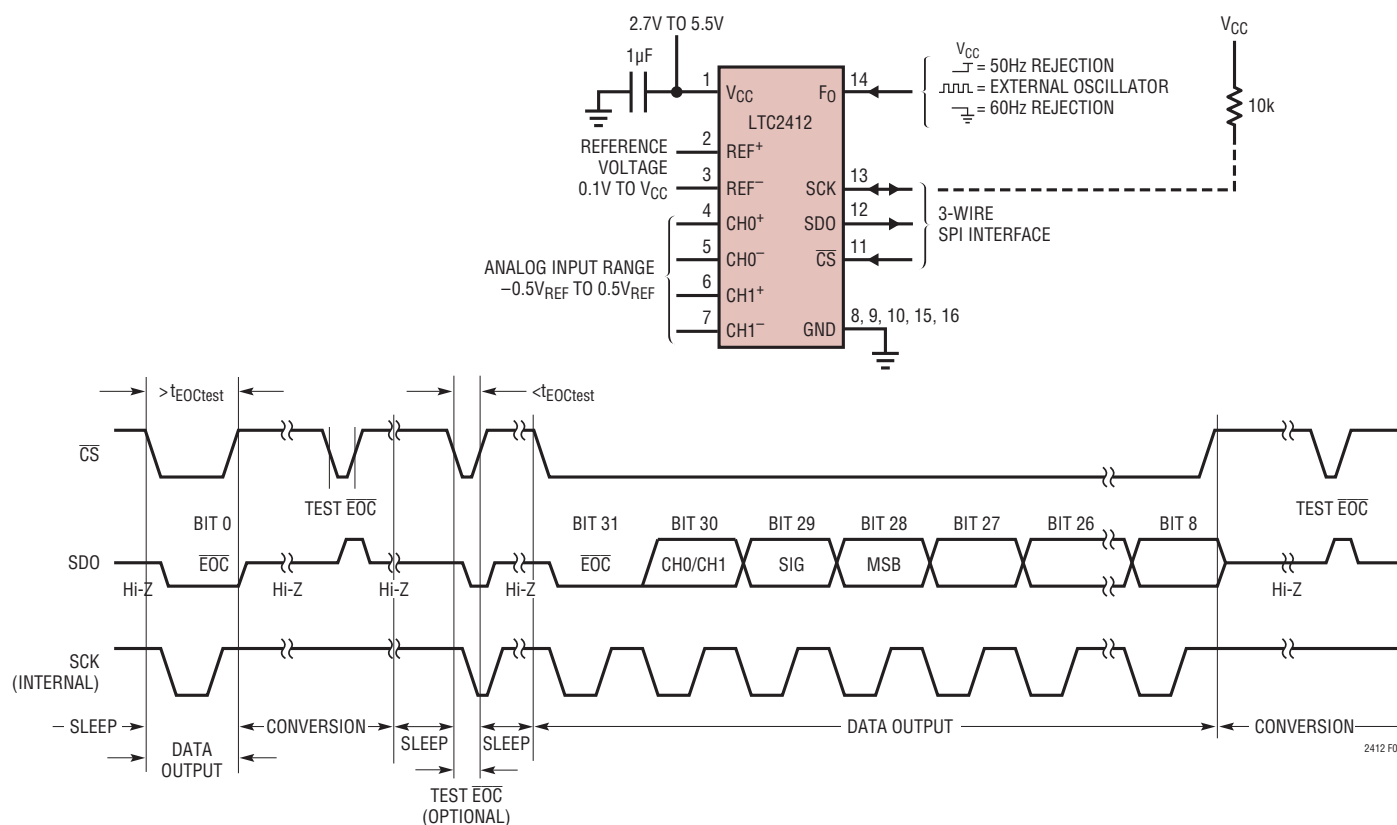 2.7V TO 5.5V
1µF
VCC
1
VCC
FO
14
VCC
= 50Hz REJECTION
= EXTERNAL OSCILLATOR
= 60Hz REJECTION
10k
LTC2412
REFERENCE
VOLTAGE
0.1V TO VCC
2
REF+
3
REF–
SCK
13
4
CH0+
SDO
12
3-WIRE
SPI INTERFACE
5
CH0–
CS
11
ANALOG INPUT RANGE
–0.5VREF TO 0.5VREF
6
CH1+
7
CH1–
GND
8, 9, 10, 15, 16
>tEOCtest
<tEOCtest
CS
TEST EOC
TEST EOC
BIT 0
BIT 31
BIT 30
BIT 29
BIT 28
BIT 27
BIT 26
BIT 8
SDO
EOC
EOC
CH0/CH1
SIG
MSB
Hi-Z
Hi-Z
Hi-Z
Hi-Z
Hi-Z
SCK
(INTERNAL)
SLEEP
CONVERSION
SLEEP
SLEEP
DATA OUTPUT
CONVERSION
DATA
OUTPUT
TEST EOC
(OPTIONAL)
2412 F0